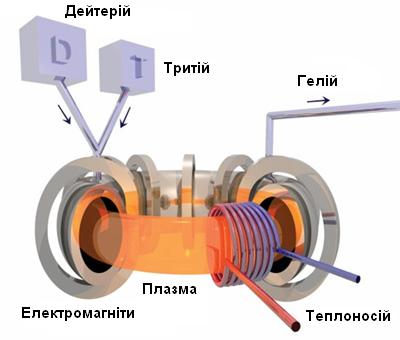 Дейтерій
D
T
Тритій
Гелій
Плазма
Електромагніти
Теплоносій